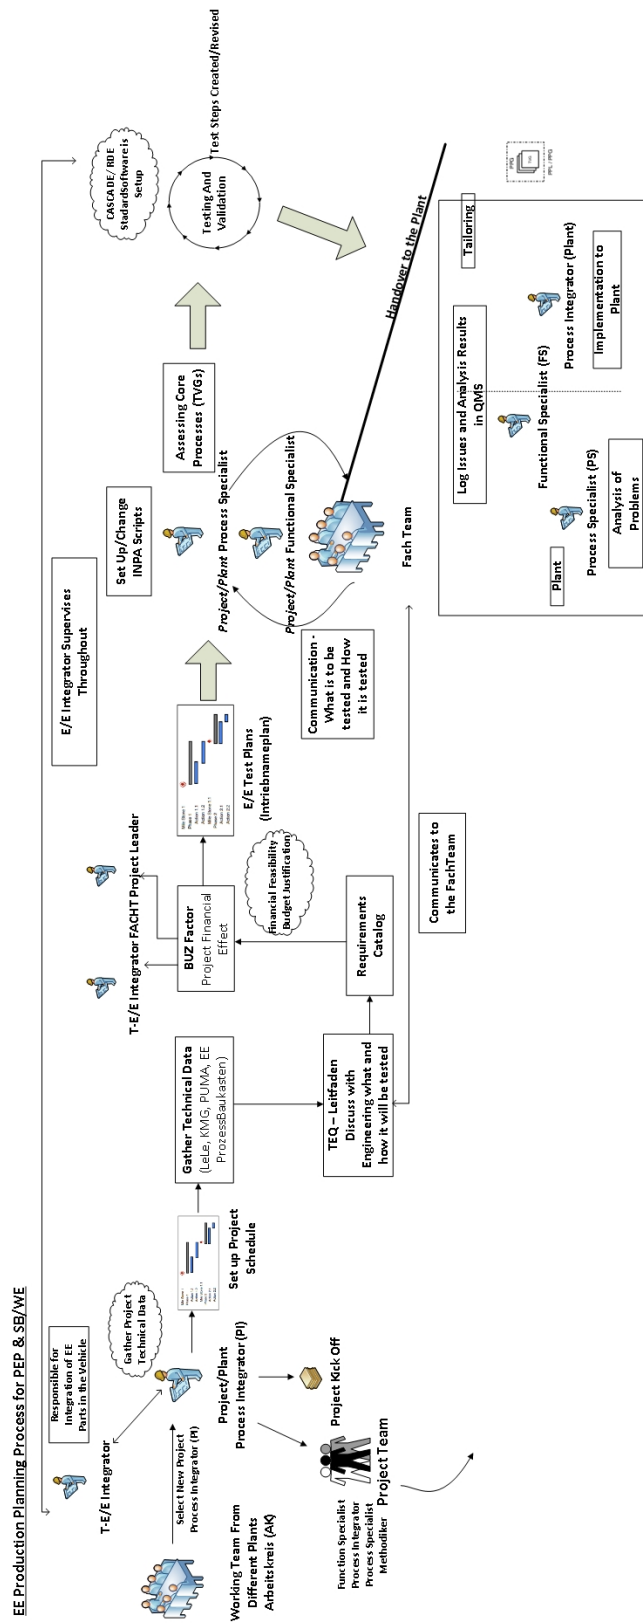 EE Production Planning Process for PEP & SB/WE
Responsible for
Integration of EE
Parts in the Vehicle
T-E/E Integrator
Gather Project
Technical Data
Select New Project
Process Integrator (PI)
Working Team From
Different Plants
Arbeitskreis (AK)
Project/Plant
Process Integrator (PI)
Project Kick Off
Function Specialist
Process Integrator
Process Specialist
Methodiker
Project Team
Set up Project
Schedule
Gather Technical Data
(LeLe, KMG, PUMA, EE
ProzessBaukasten)
TEQ – Leitfaden
Discuss with
Engineering what and
how it will be tested
Requirements
Catalog
Financial Feasibility
Budget Justification
BUZ Factor
Project Financial
Effect
T-E/E Integrator FACHT Project Leader
E/E Test Plans
(Intriebnameplan)
Communicates to
the FachTeam
E/E Integrator Supervises
Throughout
Set Up/Change
INPA Scripts
Project/Plant Process Specialist
Project/Plant Functional Specialist
Communication -
What is to be
tested and How
it is tested
Fach Team
Assessing Core
Processes (TVGs)
CASCADE/ RDE
StadardSoftware is
Setup
Testing And
Validation
Test Steps Created/Revised
Handover to the Plant
Plant
Process Specialist (PS)
Analysis of
Problems
Log Issues and Analysis Results
in QMS
Functional Specialist (FS)
Tailoring
Process Integrator (Plant)
Implementation to
Plant
PPG
PPL / PPG